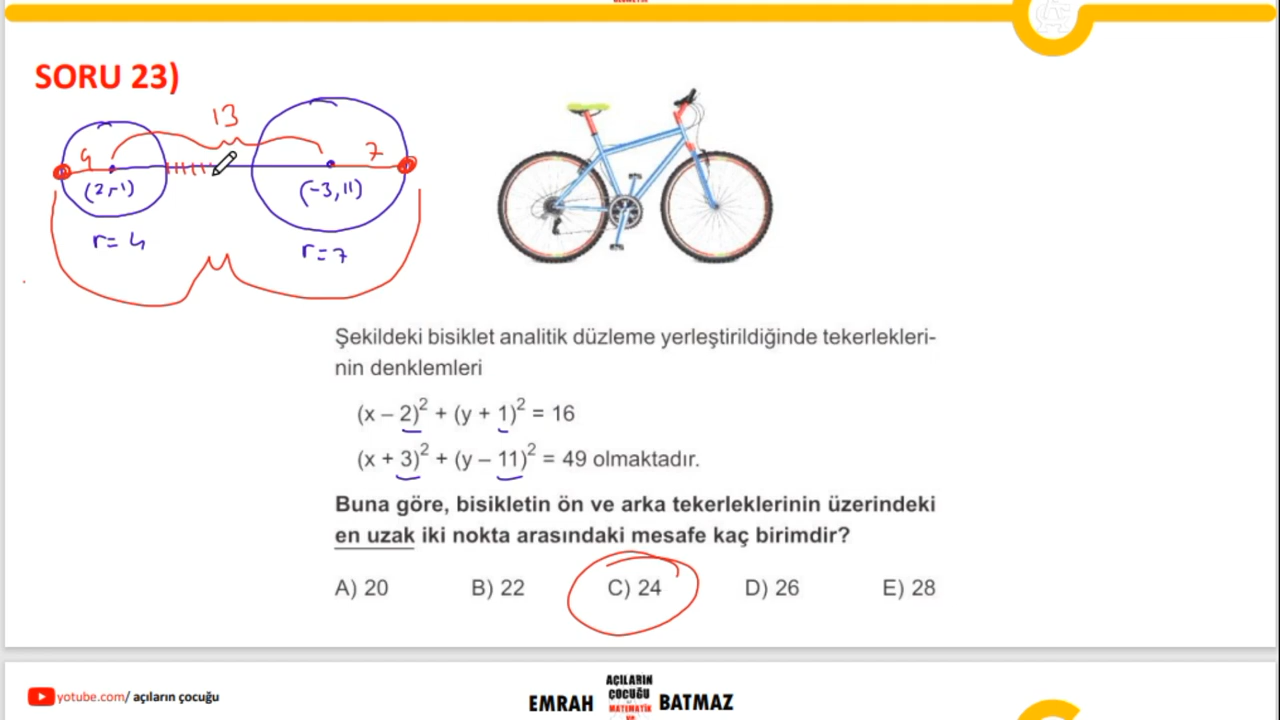 SORU 23)
13
4
7
(2,-1)
(-3,11)
r=4
r=7
Şekildeki bisiklet analitik düzleme yerleştirildiğinde tekerlekleri-
nin denklemleri
(x – 2)² + (y + 1)² = 16
(x + 3)² + (y – 11)² = 49 olmaktadır.
Buna göre, bisikletin ön ve arka tekerleklerinin üzerindeki
en uzak iki nokta arasındaki mesafe kaç birimdir?
A) 20 B) 22 C) 24 D) 26 E) 28
yotube.com/ açıların çocuğu
AÇILARIN
ÇOCUĞU
EMRAH MATEMATİK BATMAZ